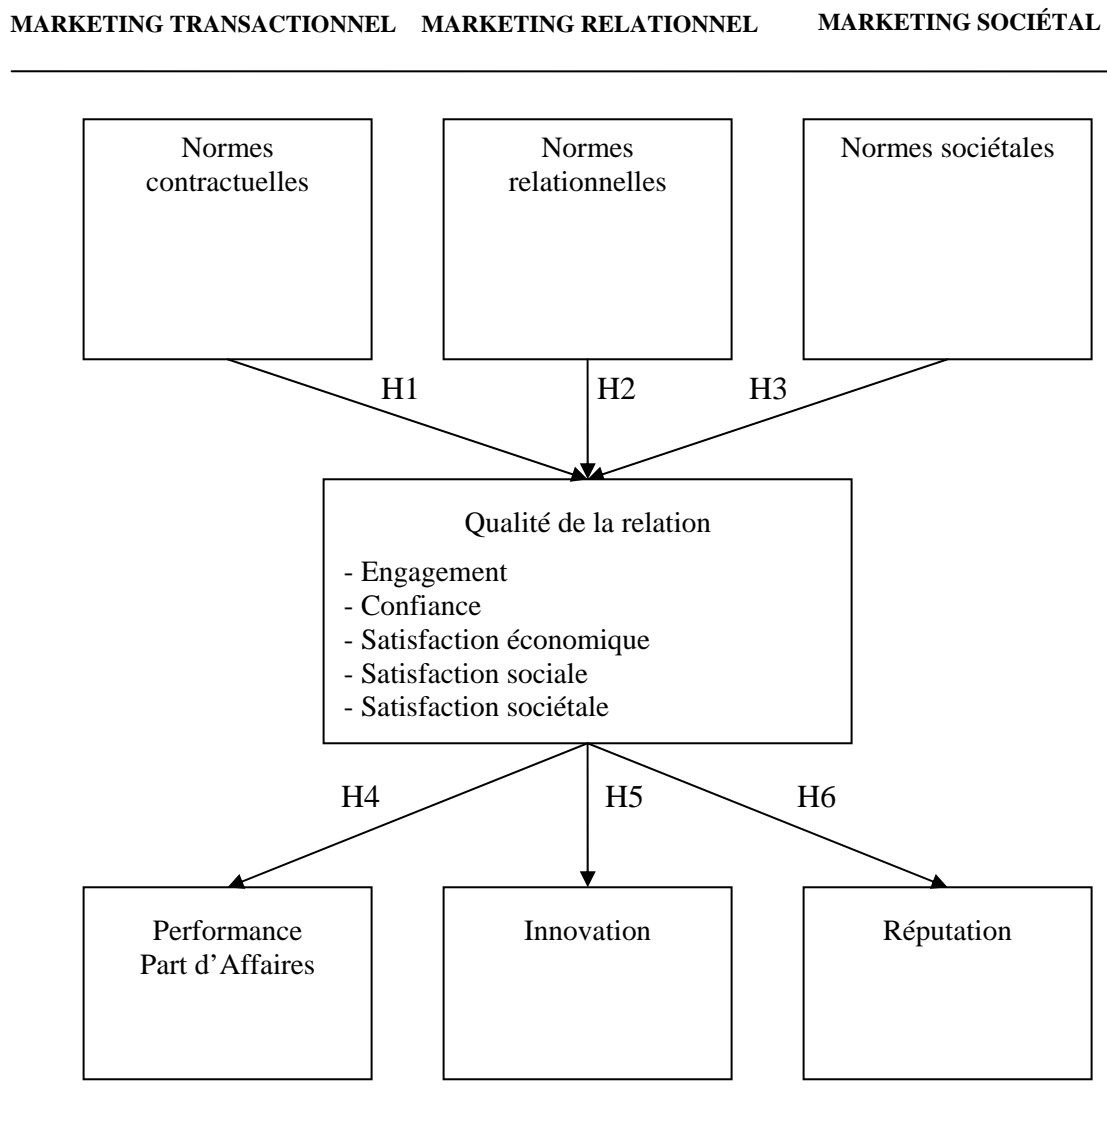 MARKETING TRANSACTIONNEL MARKETING RELATIONNEL MARKETING SOCIÉTAL
Normes
contractuelles
Normes
relationnelles
Normes sociétales
H1
H2
H3
Qualité de la relation
- Engagement
- Confiance
- Satisfaction économique
- Satisfaction sociale
- Satisfaction sociétale
H4
H5
H6
Performance
Part d’Affaires
Innovation
Réputation